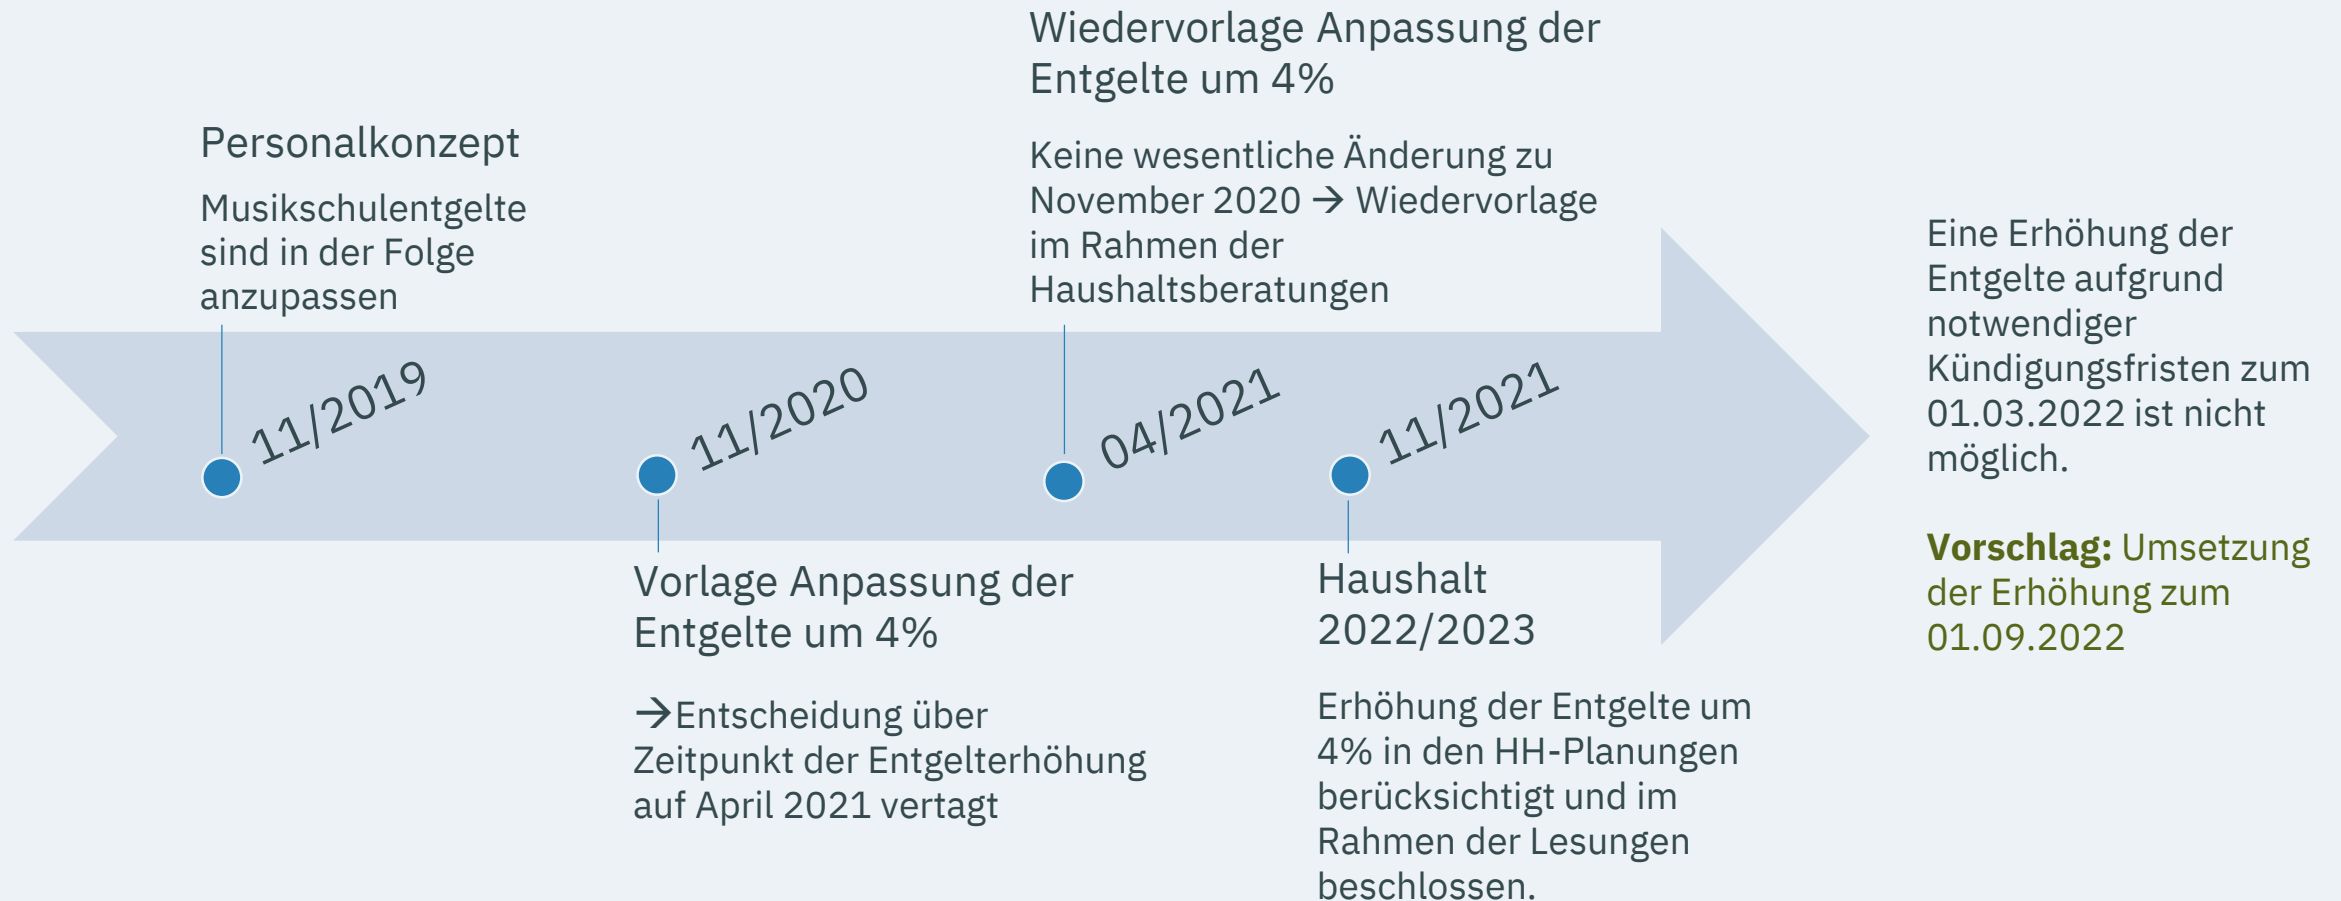 Personalkonzept
Musikschulentgelte
sind in der Folge
anzupassen
11/2019
11/2020
Vorlage Anpassung der
Entgelte um 4%
→Entscheidung über
Zeitpunkt der Entgelterhöhung
auf April 2021 vertagt
Wiedervorlage Anpassung der
Entgelte um 4%
Keine wesentliche Änderung zu
November 2020 → Wiedervorlage
im Rahmen der
Haushaltsberatungen
04/2021
11/2021
Haushalt
2022/2023
Erhöhung der Entgelte um
4% in den HH-Planungen
berücksichtigt und im
Rahmen der Lesungen
beschlossen.
Eine Erhöhung der
Entgelte aufgrund
notwendiger
Kündigungsfristen zum
01.03.2022 ist nicht
möglich.
Vorschlag: Umsetzung
der Erhöhung zum
01.09.2022